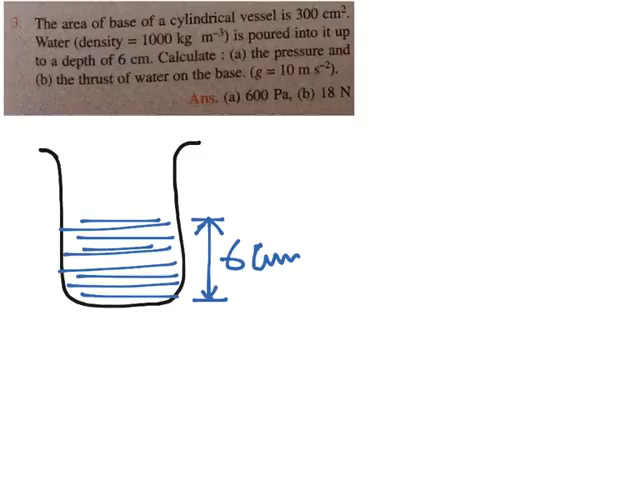 3. The area of base of a cylindrical vessel is 300 cm².
Water (density = 1000 kg m⁻³) is poured into it up
to a depth of 6 cm. Calculate : (a) the pressure and
(b) the thrust of water on the base. (g = 10 m s⁻²).
Ans. (a) 600 Pa, (b) 18 N
6 cm